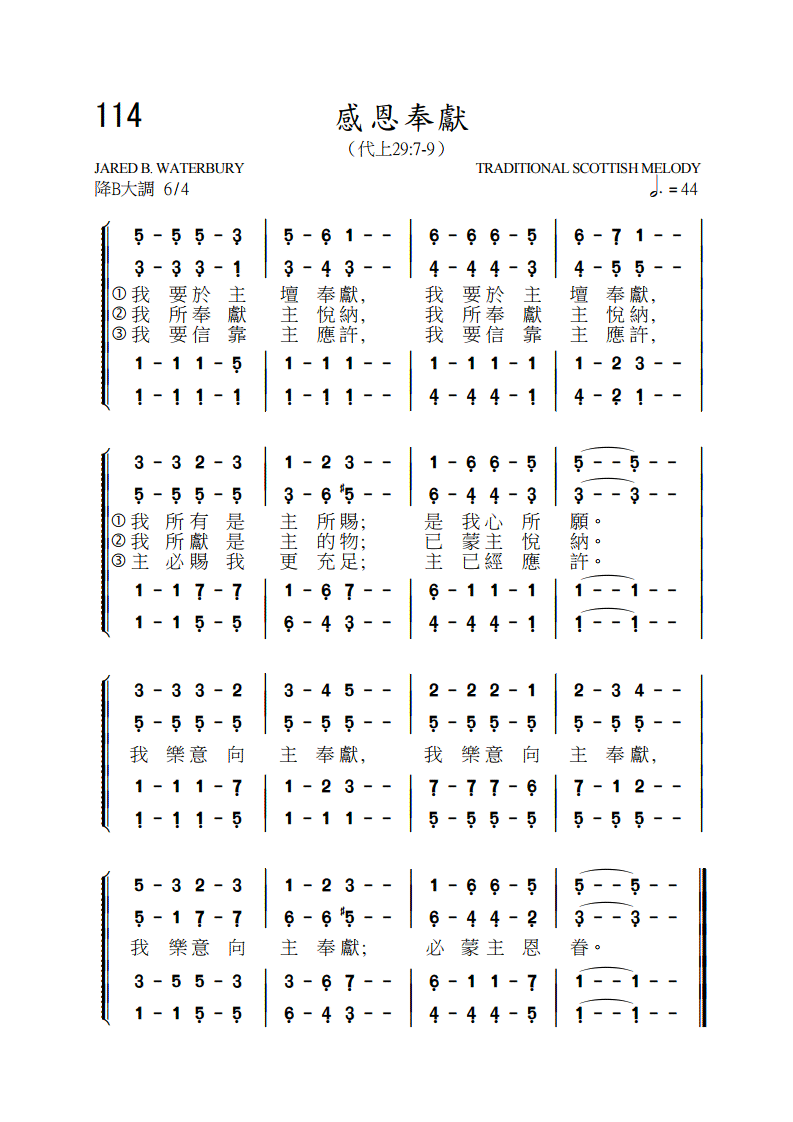 114
感恩奉獻
（代上29:7-9）
JARED B. WATERBURY
TRADITIONAL SCOTTISH MELODY
降B大調 6/4
𝅗𝅥. = 44
5̣ - 5̣ 5̣ - 3̣ | 5̣ - 6̣ 1 - - | 6̣ - 6̣ 6̣ - 5̣ | 6̣ - 7̣ 1 - - |
3̣ - 3̣ 3̣ - 1̣ | 3̣ - 4̣ 3̣ - - | 4̣ - 4̣ 4̣ - 3̣ | 4̣ - 5̣ 5̣ - - |
①我 要於 主 壇 奉獻, 我 要於 主 壇 奉獻,
②我 所奉 獻 主 悅納, 我 所奉 獻 主 悅納,
③我 要信 靠 主 應許, 我 要信 靠 主 應許,
1 - 1 1 - 5̣ | 1 - 1 1 - - | 1 - 1 1 - 1 | 1 - 2 3 - - |
1̣ - 1̣ 1̣ - 1̣ | 1̣ - 1̣ 1̣ - - | 4̣ - 4̣ 4̣ - 1̣ | 4̣ - 2̣ 1̣ - - |
3 - 3 2 - 3 | 1 - 2 3 - - | 1 - 6̣ 6̣ - 5̣ | 5̣ - - 5̣ - - |
5̣ - 5̣ 5̣ - 5̣ | 3̣ - 6̣ ♯5̣ - - | 6̣ - 4̣ 4̣ - 3̣ | 3̣ - - 3̣ - - |
①我 所有 是 主 所賜; 是 我心 所 願。
②我 所獻 是 主 的物; 已 蒙主 悅 納。
③主 必賜 我 更 充足; 主 已經 應 許。
1 - 1 7̣ - 7̣ | 1 - 6̣ 7̣ - - | 6̣ - 1 1 - 1 | 1 - - 1 - - |
1 - 1 5̣ - 5̣ | 6̣ - 4̣ 3̣ - - | 4̣ - 4̣ 4̣ - 1̣ | 1̣ - - 1̣ - - |
3 - 3 3 - 2 | 3 - 4 5 - - | 2 - 2 2 - 1 | 2 - 3 4 - - |
5̣ - 5̣ 5̣ - 5̣ | 5̣ - 5̣ 5̣ - - | 5̣ - 5̣ 5̣ - 5̣ | 5̣ - 5̣ 5̣ - - |
我 樂意 向 主 奉獻, 我 樂意 向 主 奉獻,
1 - 1 1 - 7̣ | 1 - 2 3 - - | 7̣ - 7̣ 7̣ - 6̣ | 7̣ - 1 2 - - |
1̣ - 1̣ 1̣ - 5̣ | 1 - 1 1 - - | 5̣ - 5̣ 5̣ - 5̣ | 5̣ - 5̣ 5̣ - - |
5 - 3 2 - 3 | 1 - 2 3 - - | 1 - 6̣ 6̣ - 5̣ | 5̣ - - 5̣ - - |
5̣ - 1 7̣ - 7̣ | 6̣ - 6̣ ♯5̣ - - | 6̣ - 4̣ 4̣ - 2̣ | 3̣ - - 3̣ - - |
我 樂意 向 主 奉獻; 必 蒙主 恩 眷。
3 - 5 5 - 3 | 3 - 6̣ 7̣ - - | 6̣ - 1 1 - 7̣ | 1 - - 1 - - |
1 - 1 5̣ - 5̣ | 6̣ - 4̣ 3̣ - - | 4̣ - 4̣ 4̣ - 5̣ | 1̣ - - 1̣ - - |